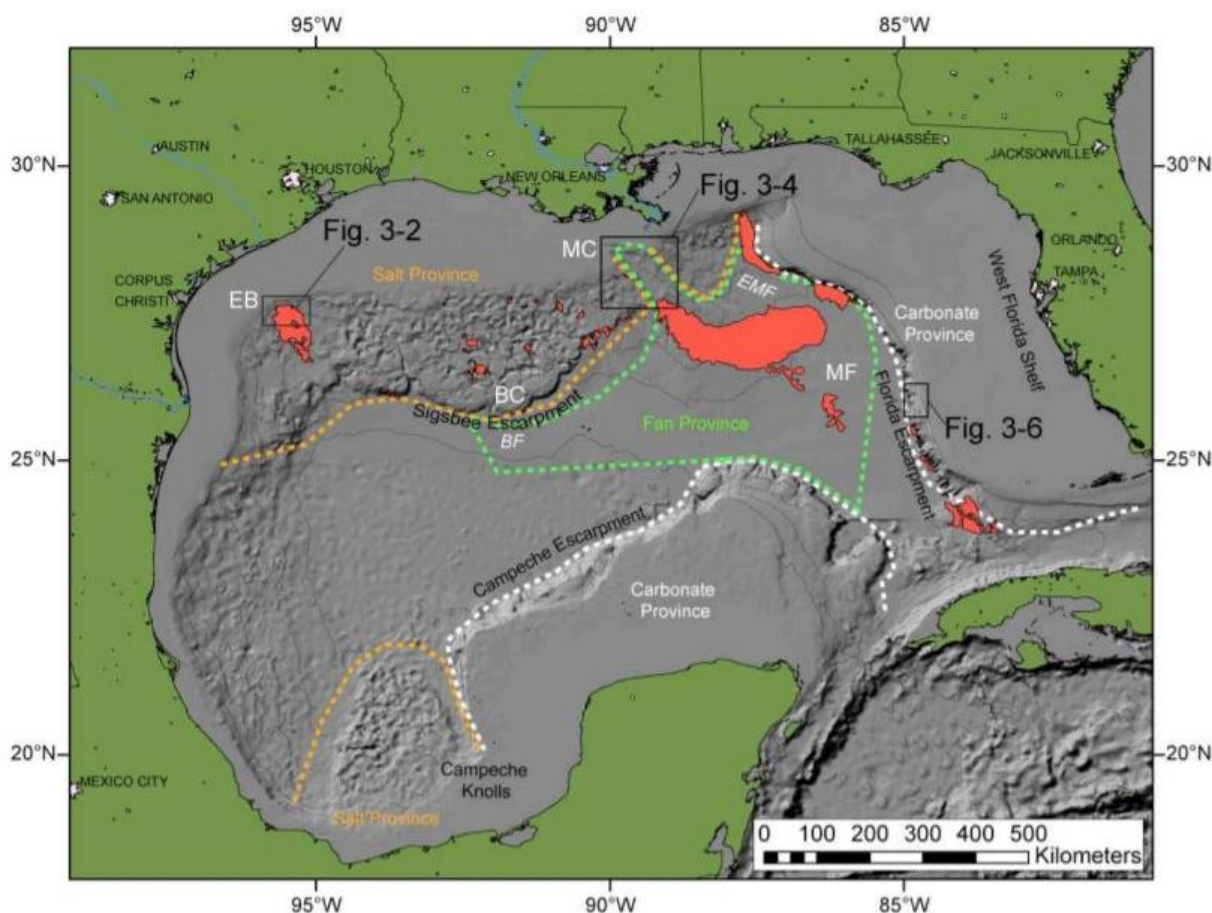 95°W 90°W 85°W
30°N
25°N
20°N
AUSTIN
HOUSTON
SAN ANTONIO
NEW ORLEANS
TALLAHASSEE
JACKSONVILLE
30°N
Fig. 3-2
Fig. 3-4
MC
ORLANDO
TAMPA
CORPUS
CHRISTI
EB
Salt Province
EMF
Carbonate
Province
West Florida Shelf
BC
MF
Sigsbee Escarpment
BF
Fan Province
Florida Escarpment
Fig. 3-6
25°N
Campeche Escarpment
Carbonate
Province
20°N
MEXICO CITY
Campeche
Knolls
Salt Province
0 100 200 300 400 500
Kilometers
95°W 90°W 85°W